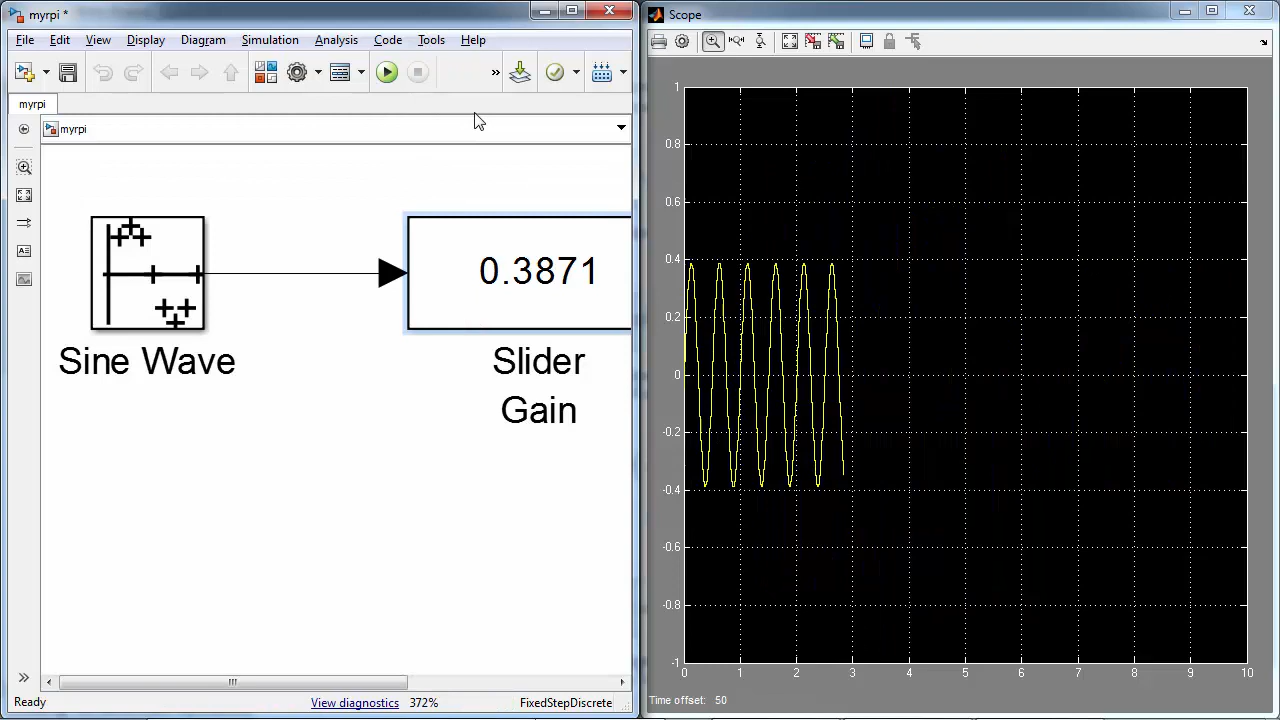 myrpi *
File Edit View Display Diagram Simulation Analysis Code Tools Help
»
myrpi
myrpi
0.3871
Sine Wave
Slider
Gain
»
Ready
View diagnostics
372%
FixedStepDiscrete
Scope
1
0.8
0.6
0.4
0.2
0
-0.2
-0.4
-0.6
-0.8
-1
0 1 2 3 4 5 6 7 8 9 10
Time offset: 50